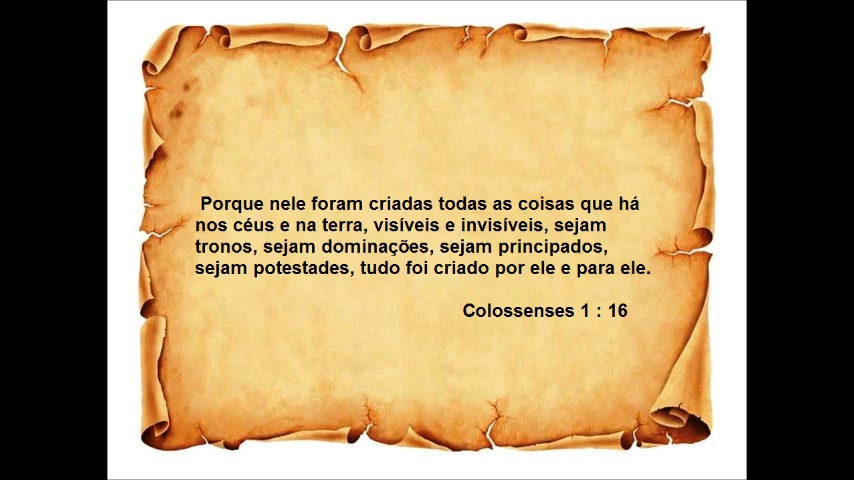 Porque nele foram criadas todas as coisas que há
nos céus e na terra, visíveis e invisíveis, sejam
tronos, sejam dominações, sejam principados,
sejam potestades, tudo foi criado por ele e para ele.
Colossenses 1 : 16